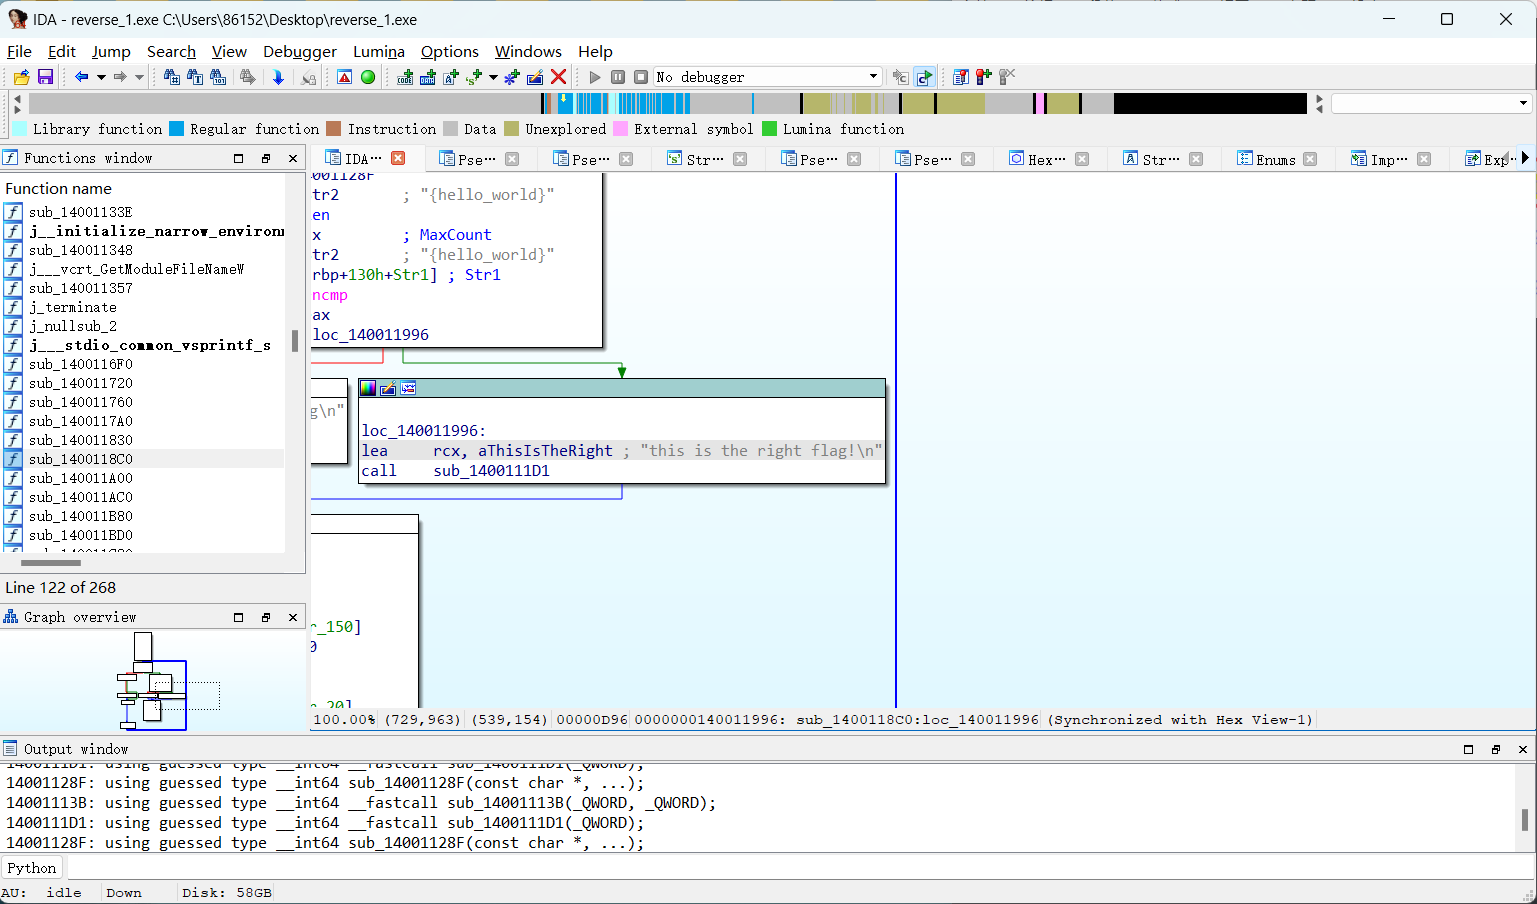 IDA - reverse_1.exe C:\Users\86152\Desktop\reverse_1.exe
File Edit Jump Search View Debugger Lumina Options Windows Help
No debugger
Library function Regular function Instruction Data Unexplored External symbol Lumina function
Functions window
IDA··· Pse··· Pse··· Str··· Pse··· Pse··· Hex··· Str··· Enums Imp··· Exp
Function name
sub_14001133E
j__initialize_narrow_environm
sub_140011348
j___vcrt_GetModuleFileNameW
sub_140011357
j_terminate
j_nullsub_2
j___stdio_common_vsprintf_s
sub_1400116F0
sub_140011720
sub_140011760
sub_1400117A0
sub_140011830
sub_1400118C0
sub_140011A00
sub_140011AC0
sub_140011B80
sub_140011BD0
Line 122 of 268
Graph overview
001128F
tr2 ; "{hello_world}"
en
x ; MaxCount
tr2 ; "{hello_world}"
rbp+130h+Str1] ; Str1
ncmp
ax
loc_140011996
g\n"
loc_140011996:
lea rcx, aThisIsTheRight ; "this is the right flag!\n"
call sub_1400111D1
r_150]
0
_20]
100.00% (729,963) (539,154) 00000D96 0000000140011996: sub_1400118C0:loc_140011996 (Synchronized with Hex View-1)
Output window
1400111D1: using guessed type __int64 __fastcall sub_1400111D1(_QWORD);
14001128F: using guessed type __int64 sub_14001128F(const char *, ...);
14001113B: using guessed type __int64 __fastcall sub_14001113B(_QWORD, _QWORD);
1400111D1: using guessed type __int64 __fastcall sub_1400111D1(_QWORD);
14001128F: using guessed type __int64 sub_14001128F(const char *, ...);
Python
AU: idle Down Disk: 58GB